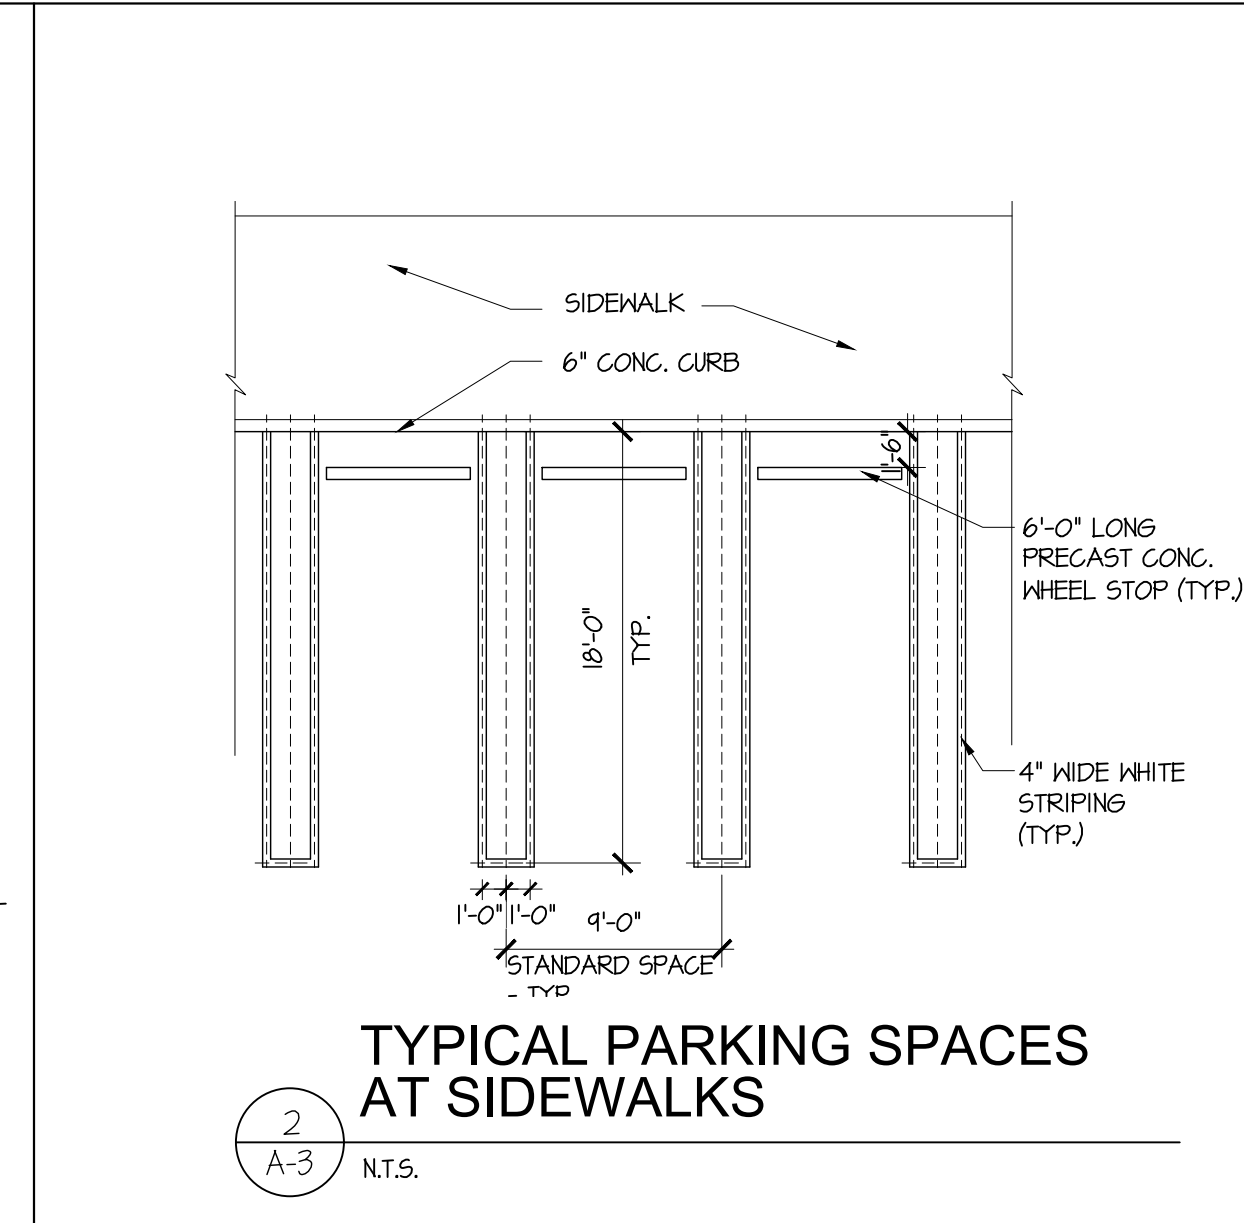 SIDEWALK
6" CONC. CURB
1'-6"
6'-0" LONG
PRECAST CONC.
WHEEL STOP (TYP.)
18'-0"
TYP.
4" WIDE WHITE
STRIPING
(TYP.)
1'-0" 1'-0" 9'-0"
STANDARD SPACE
- TYP
TYPICAL PARKING SPACES
AT SIDEWALKS
2
A-3
N.T.S.